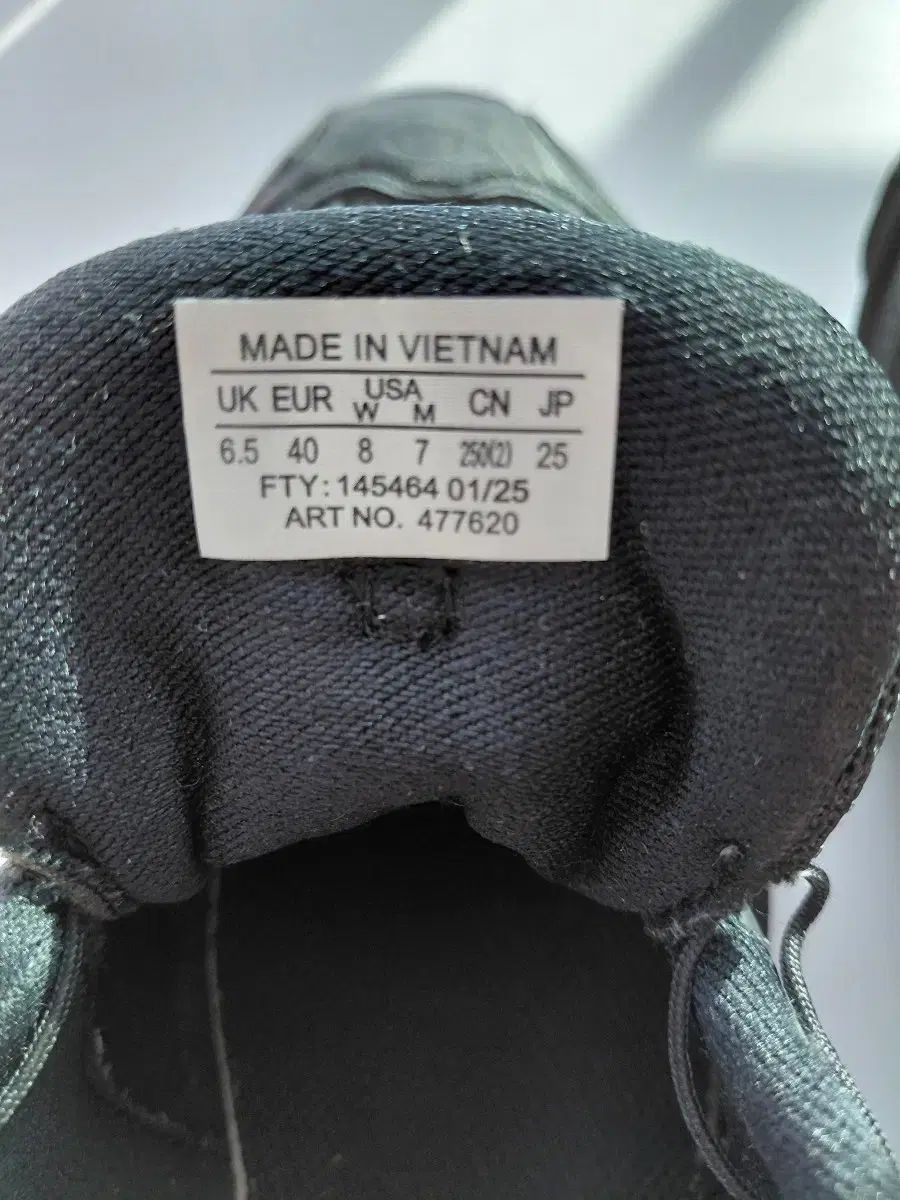 MADE IN VIETNAM
UK EUR USA CN JP
W M
6.5 40 8 7 250(2) 25
FTY: 145464 01/25
ART NO. 477620